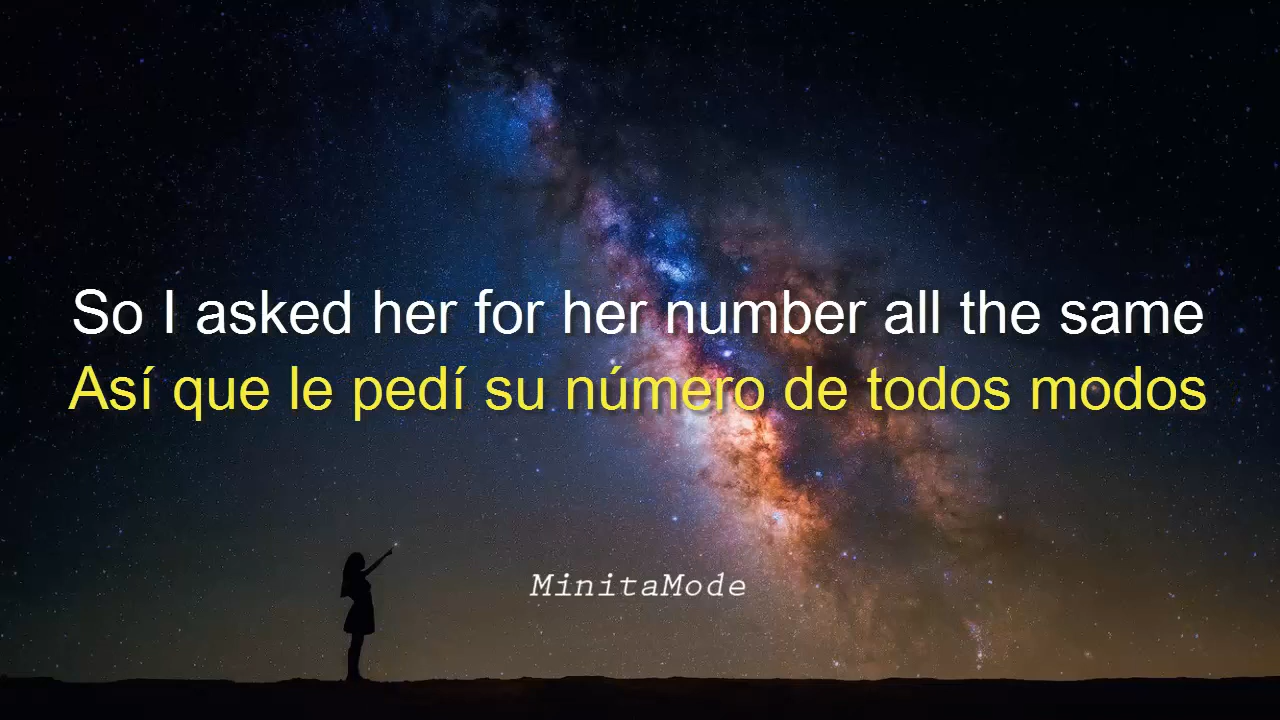 So I asked her for her number all the same
Así que le pedí su número de todos modos
MinitaMode